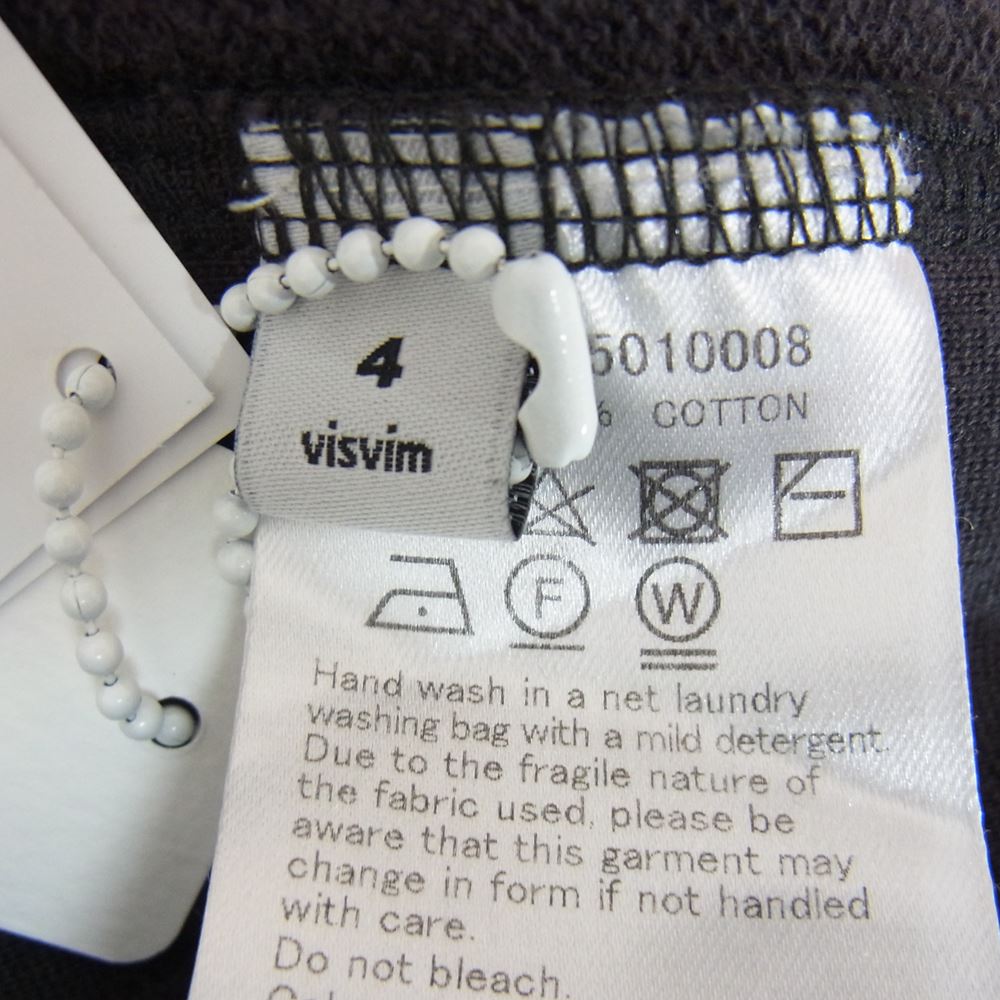 4
visvim
5010008
% COTTON
F
W
Hand wash in a net laundry
washing bag with a mild detergent.
Due to the fragile nature of
the fabric used, please be
aware that this garment may
change in form if not handled
with care.
Do not bleach.